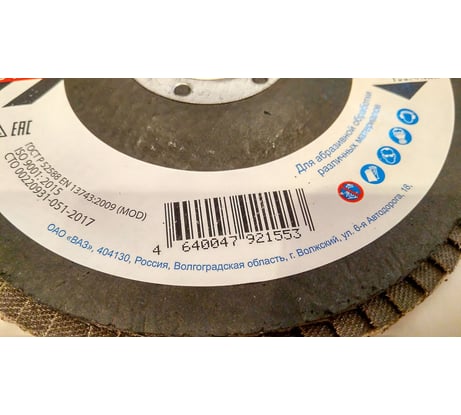 EAC
ГОСТ Р 52588 EN 13743:2009 (MOD)
ISO 9001:2015
СТО 00220931-051-2017
Для абразивной обработки
различных материалов
4 640047 921553
ОАО «ВАЗ», 404130, Россия, Волгоградская область, г. Волжский, ул. 6-я Автодорога, 18,